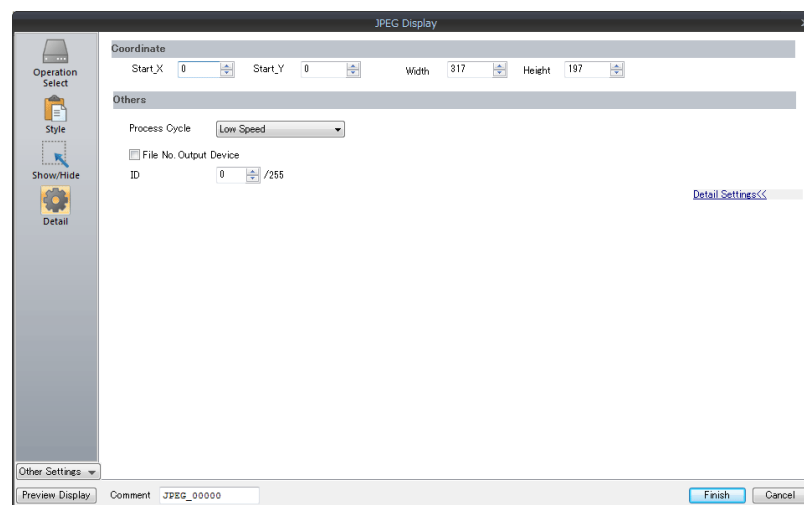 JPEG Display
Operation
Select
Style
Show/Hide
Detail
Coordinate
Start_X 0 Start_Y 0 Width 317 Height 197
Others
Process Cycle Low Speed
File No. Output Device
ID 0 /255
Detail Settings<<
Other Settings
Preview Display Comment JPEG_00000 Finish Cancel